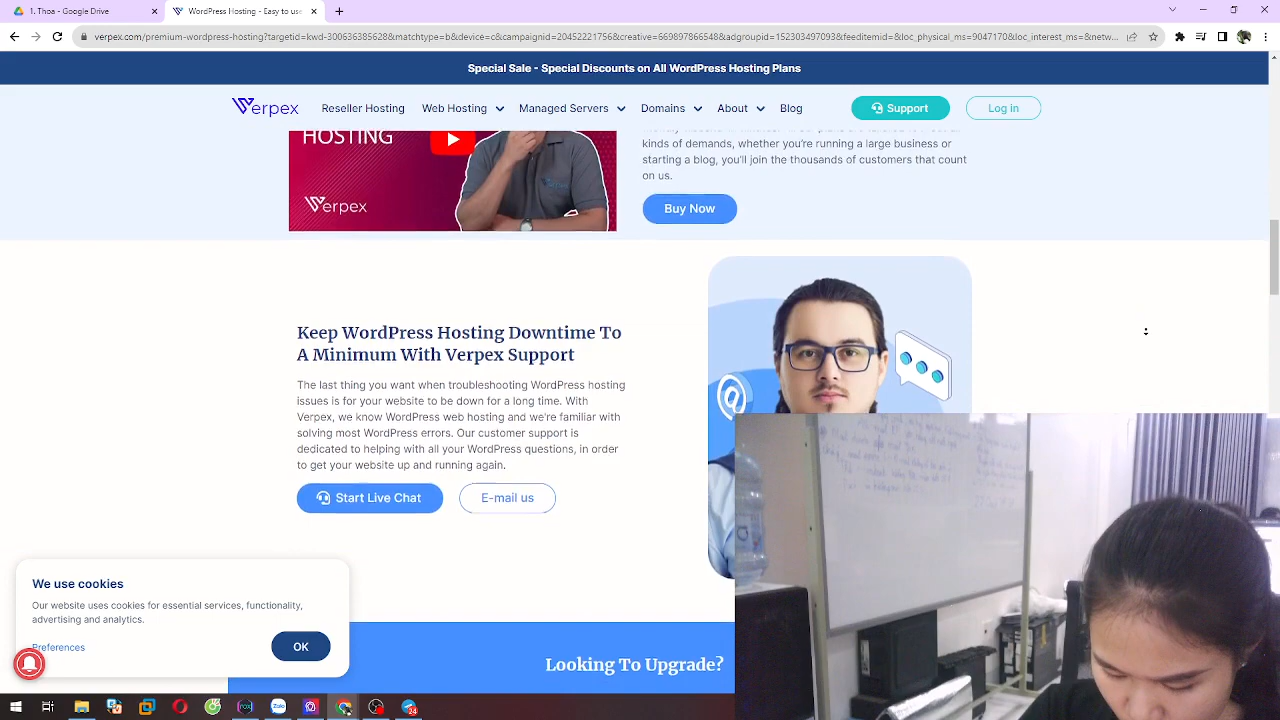 1. Thoa - Google Drive
WordPress Hosting - Easy to use
verpex.com/premium-wordpress-hosting?targetid=kwd-300636385628&matchtype=b&device=c&campaignid=20452221756&creative=669897866548&adgroupid=152303497093&feeditemid=&loc_physical_ms=9047170&loc_interest_ms=&netw...
Special Sale - Special Discounts on All WordPress Hosting Plans
Verpex
Reseller Hosting
Web Hosting
Managed Servers
Domains
About
Blog
Support
Log in
HOSTING
Verpex
kinds of demands, whether you're running a large business or
starting a blog, you'll join the thousands of customers that count
on us.
Buy Now
Keep WordPress Hosting Downtime To
A Minimum With Verpex Support
The last thing you want when troubleshooting WordPress hosting
issues is for your website to be down for a long time. With
Verpex, we know WordPress web hosting and we're familiar with
solving most WordPress errors. Our customer support is
dedicated to helping with all your WordPress questions, in order
to get your website up and running again.
Start Live Chat
E-mail us
@
We use cookies
Our website uses cookies for essential services, functionality,
advertising and analytics.
Preferences
OK
Looking To Upgrade?
24